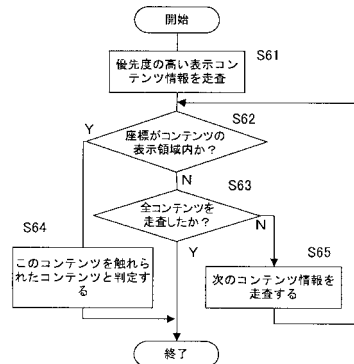 開始
S61
優先度の高い表示コン
テンツ情報を走査
S62
Y
座標がコンテンツの
表示領域内か?
N
S63
全コンテンツを
走査したか?
S64
Y
N
S65
このコンテンツを触れら
れたコンテンツと判定す
る
次のコンテンツ情報を
走査する
終了